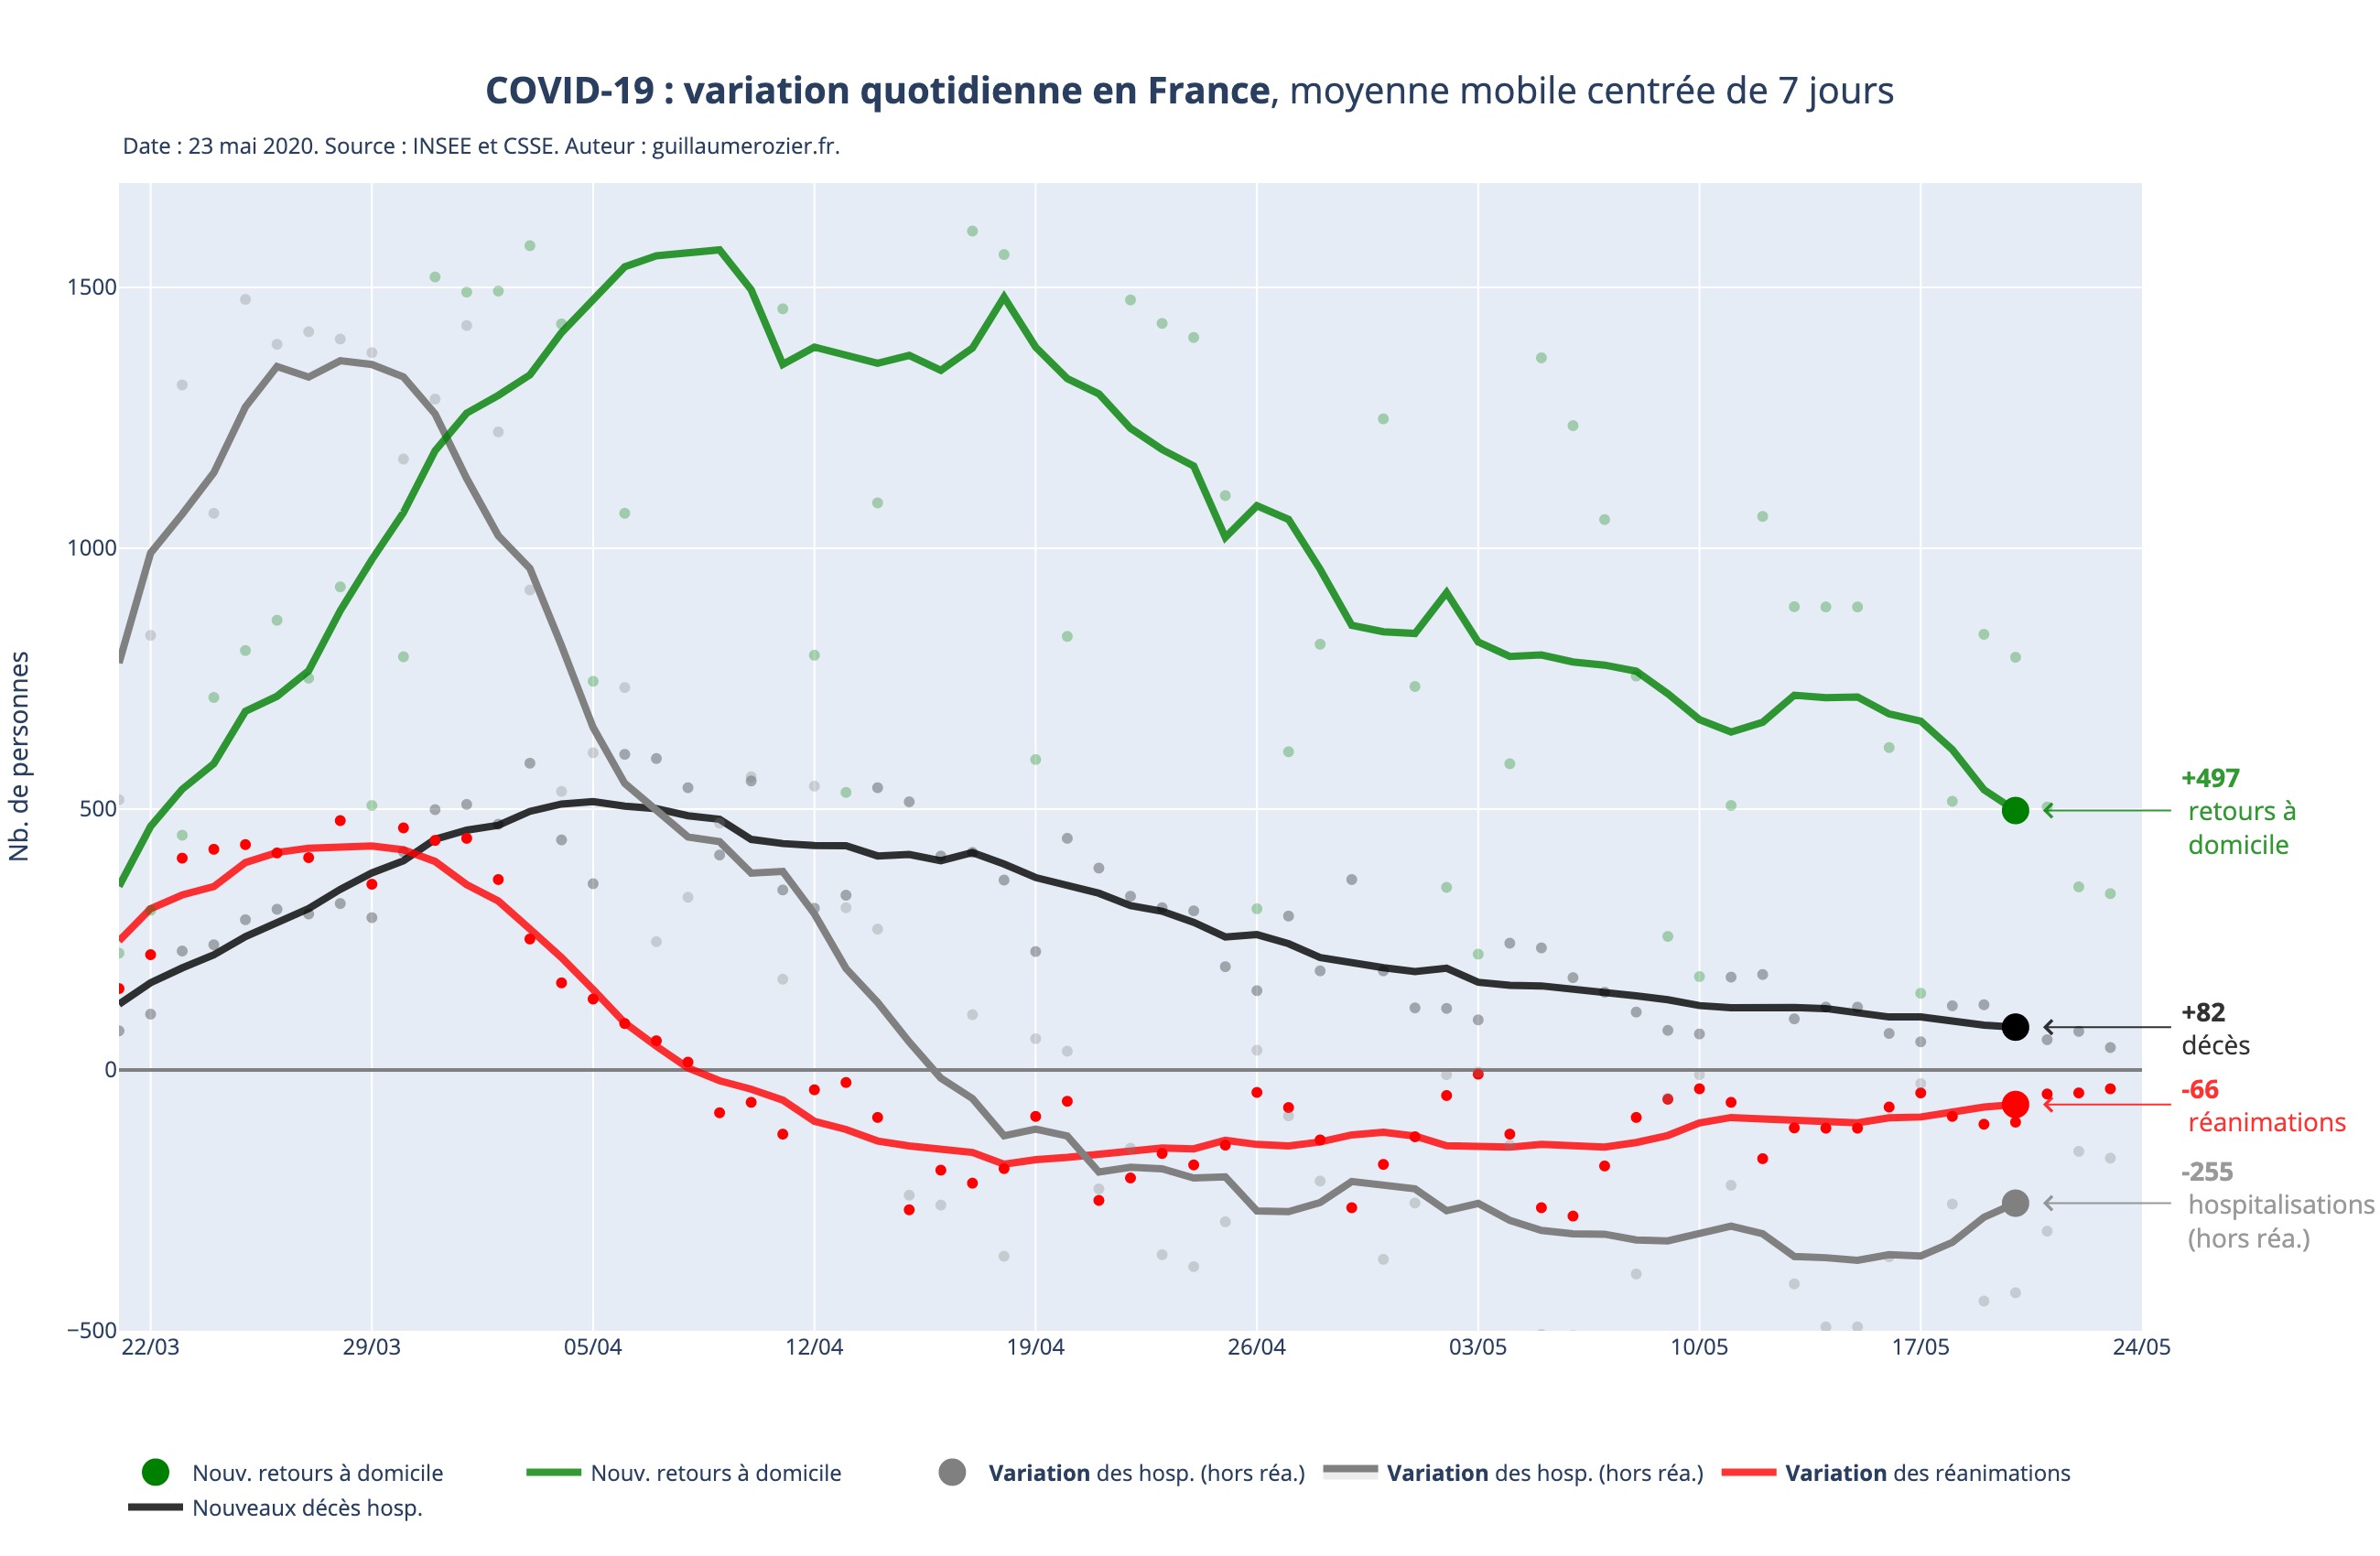 COVID-19 : variation quotidienne en France, moyenne mobile centrée de 7 jours
Date : 23 mai 2020. Source : INSEE et CSSE. Auteur : guillaumerozier.fr.
Nb. de personnes
1500
1000
500
0
−500
22/03
29/03
05/04
12/04
19/04
26/04
03/05
10/05
17/05
24/05
+497
retours à
domicile
+82
décès
-66
réanimations
-255
hospitalisations
(hors réa.)
Nouv. retours à domicile
Nouv. retours à domicile
Variation des hosp. (hors réa.)
Variation des hosp. (hors réa.)
Variation des réanimations
Nouveaux décès hosp.